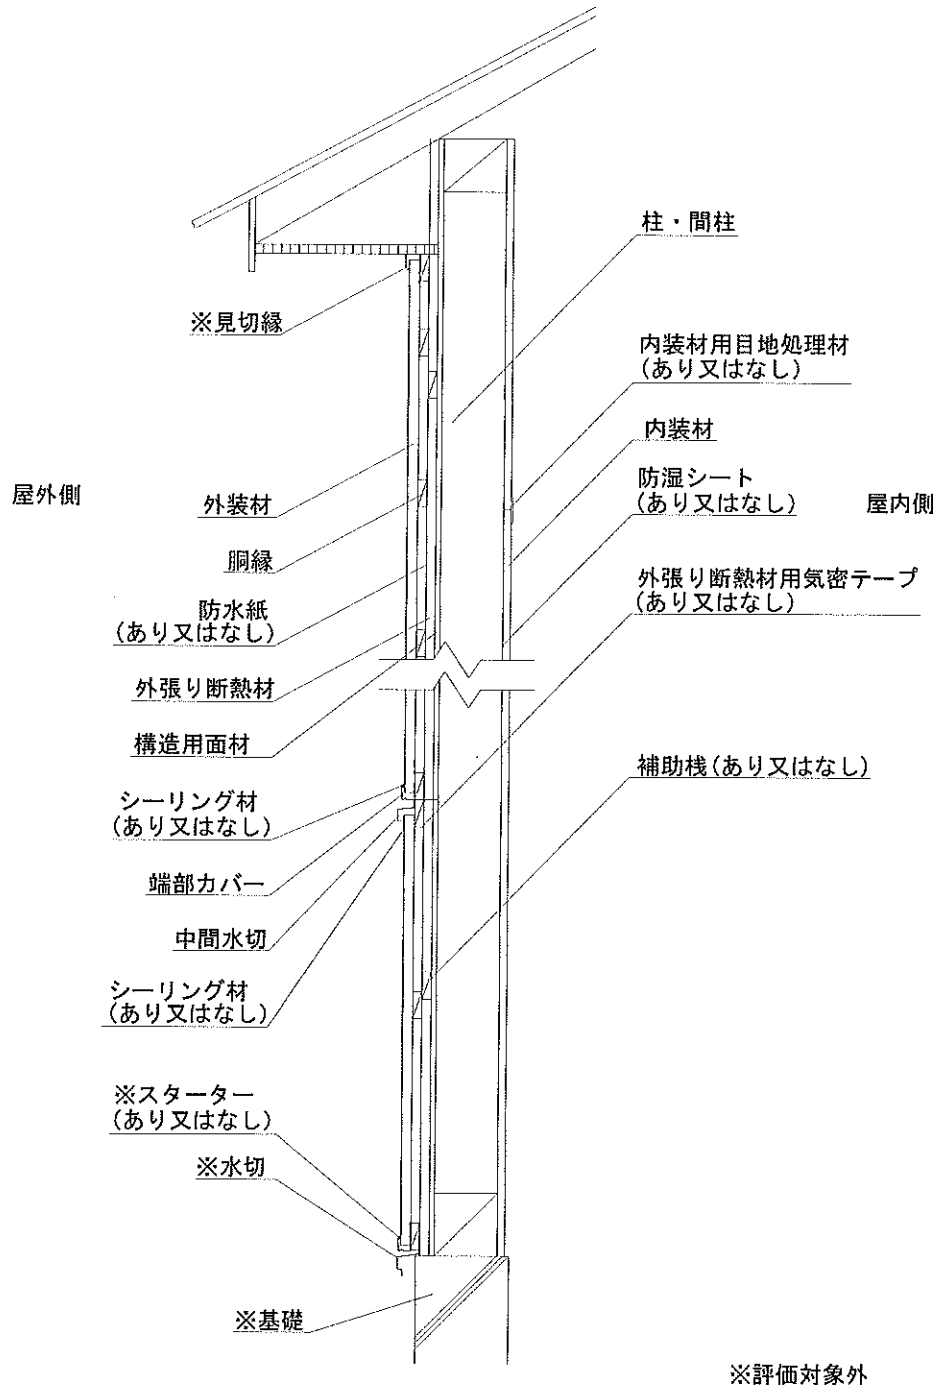 柱・間柱
※見切縁
内装材用目地処理材
(あり又はなし)
内装材
防湿シート
(あり又はなし)
屋外側
屋内側
外装材
胴縁
外張り断熱材用気密テープ
(あり又はなし)
防水紙
(あり又はなし)
外張り断熱材
構造用面材
補助桟(あり又はなし)
シーリング材
(あり又はなし)
端部カバー
中間水切
シーリング材
(あり又はなし)
※スターター
(あり又はなし)
※水切
※基礎
※評価対象外